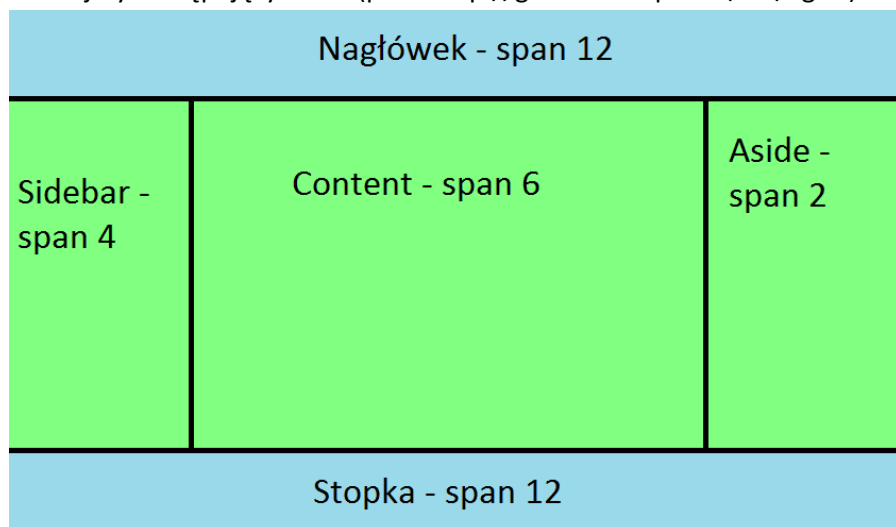 Nagłówek - span 12
Sidebar -
span 4
Content - span 6
Aside -
span 2
Stopka - span 12